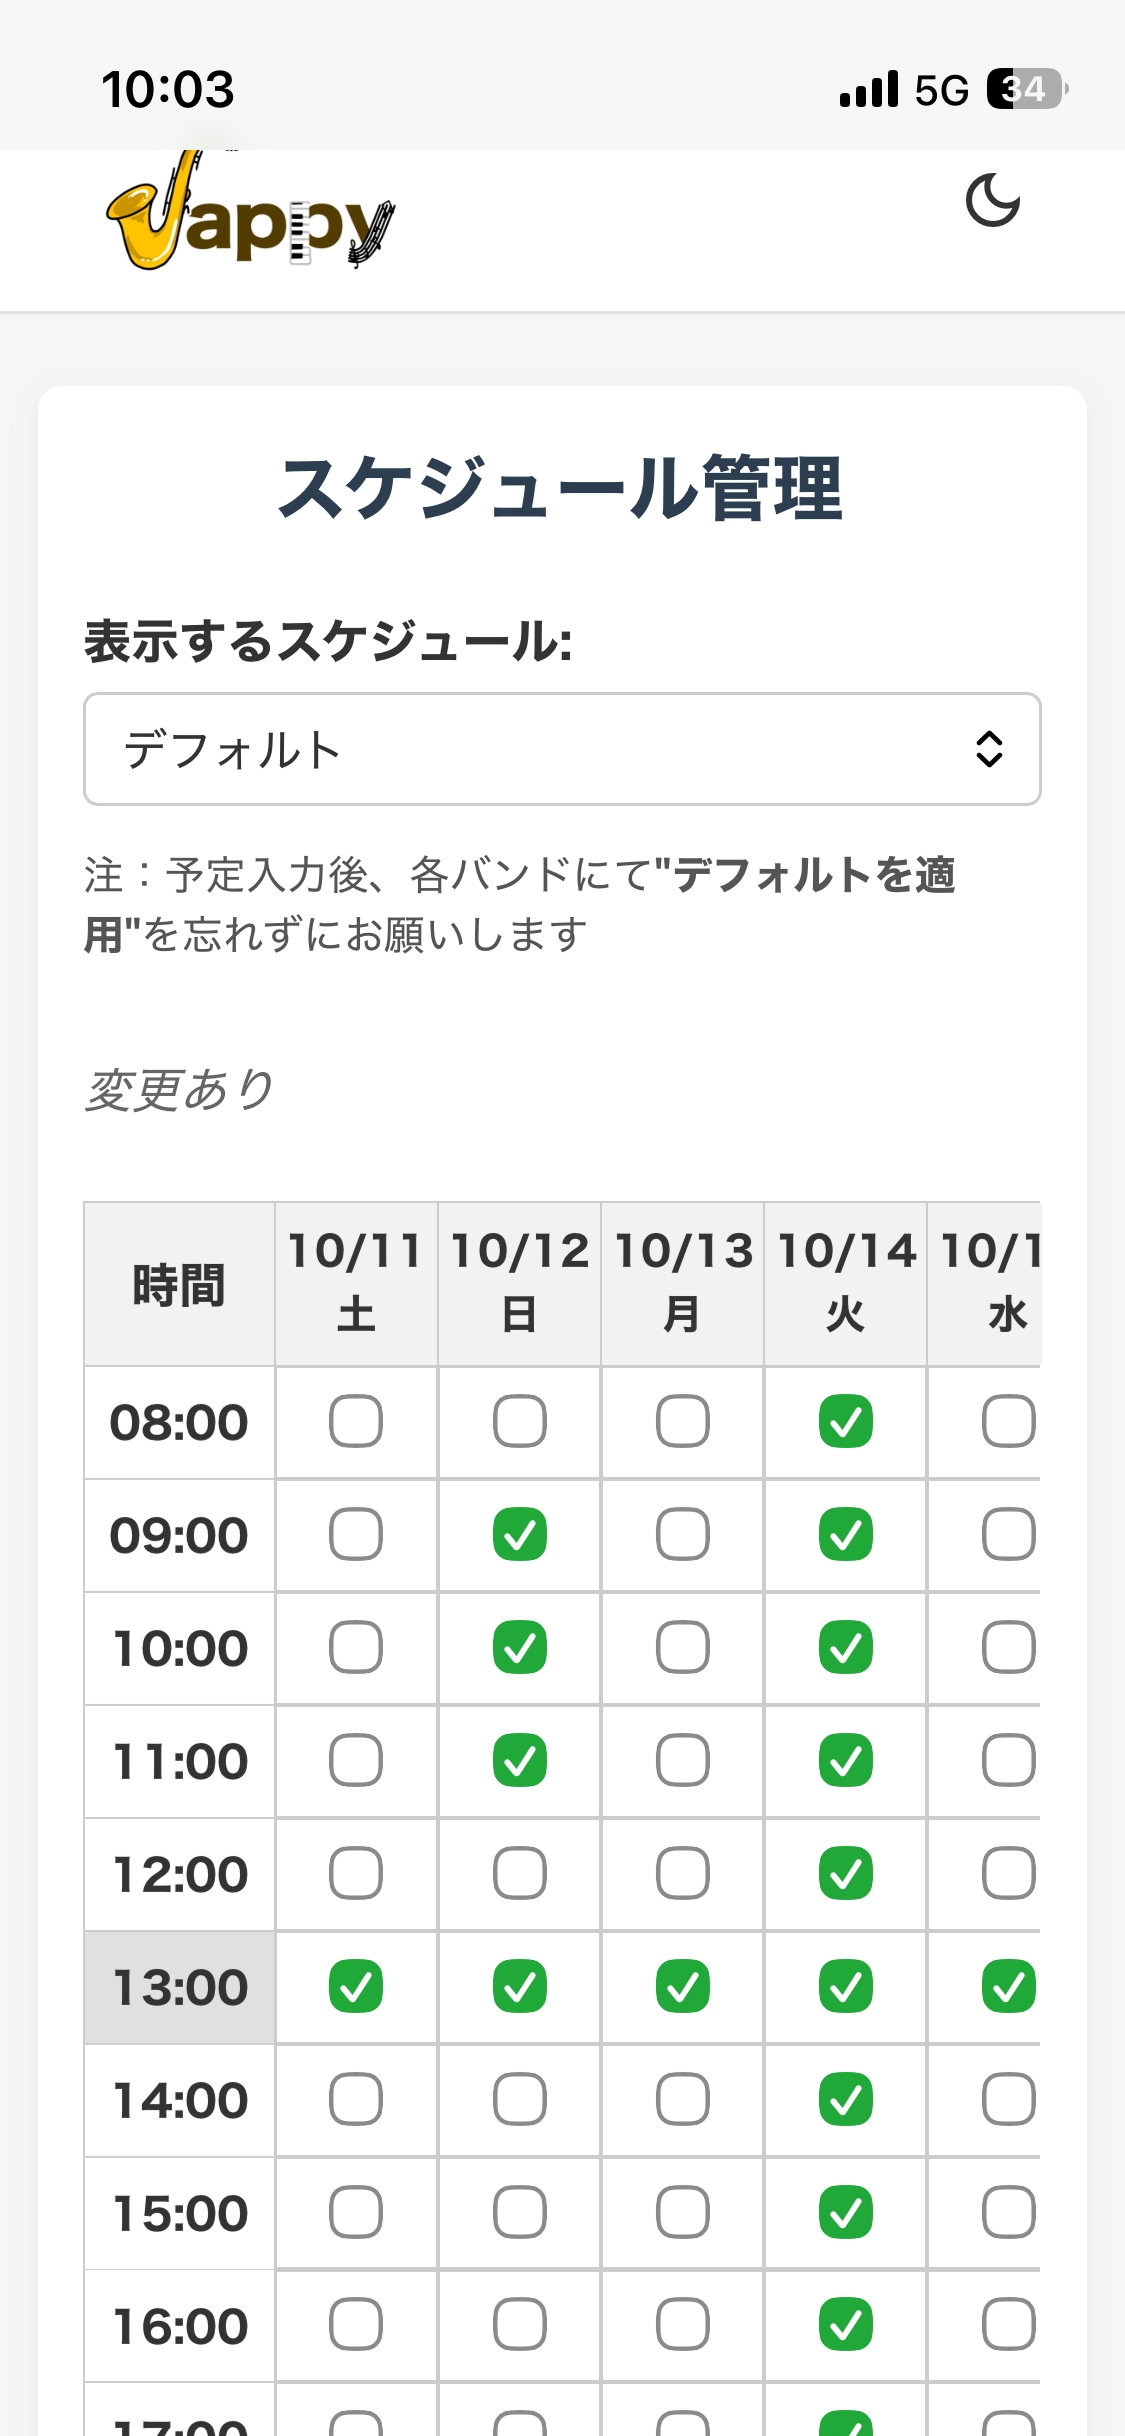 10:03 5G 34
Jappy
スケジュール管理
表示するスケジュール:
デフォルト
注：予定入力後、各バンドにて"デフォルトを適
用"を忘れずにお願いします
変更あり
時間 10/11 10/12 10/13 10/14 10/1
土 日 月 火 水
08:00
09:00
10:00
11:00
12:00
13:00
14:00
15:00
16:00
17:00